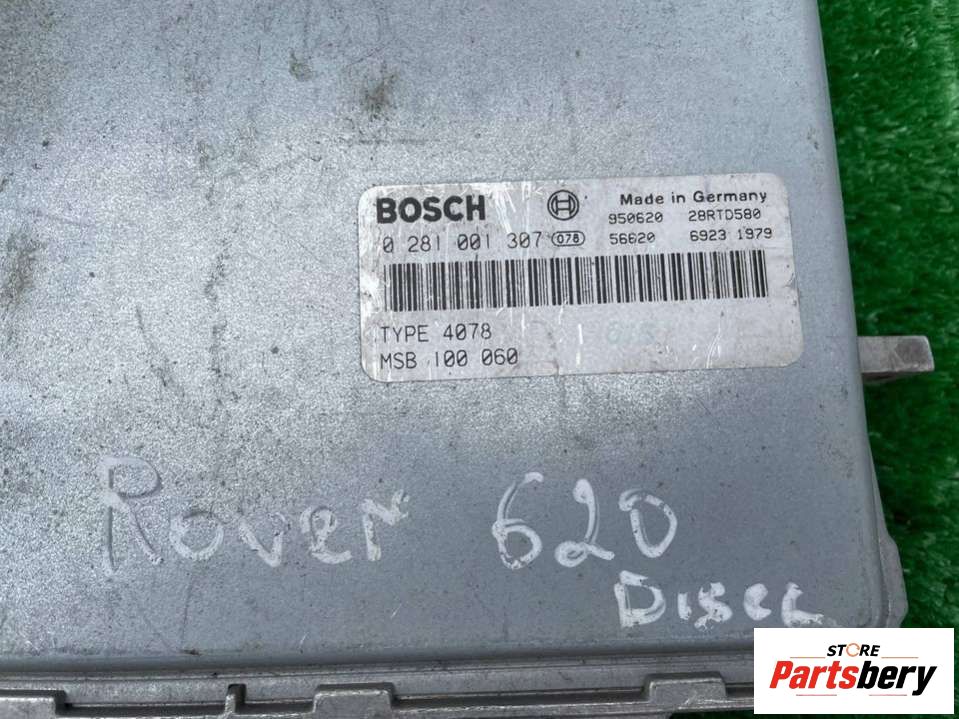 BOSCH Made in Germany
950620 28RTD580
0 281 001 307 078 56620 6923 1979
TYPE 4078
MSB 100 060
Rover 620
STORE
Partsbery